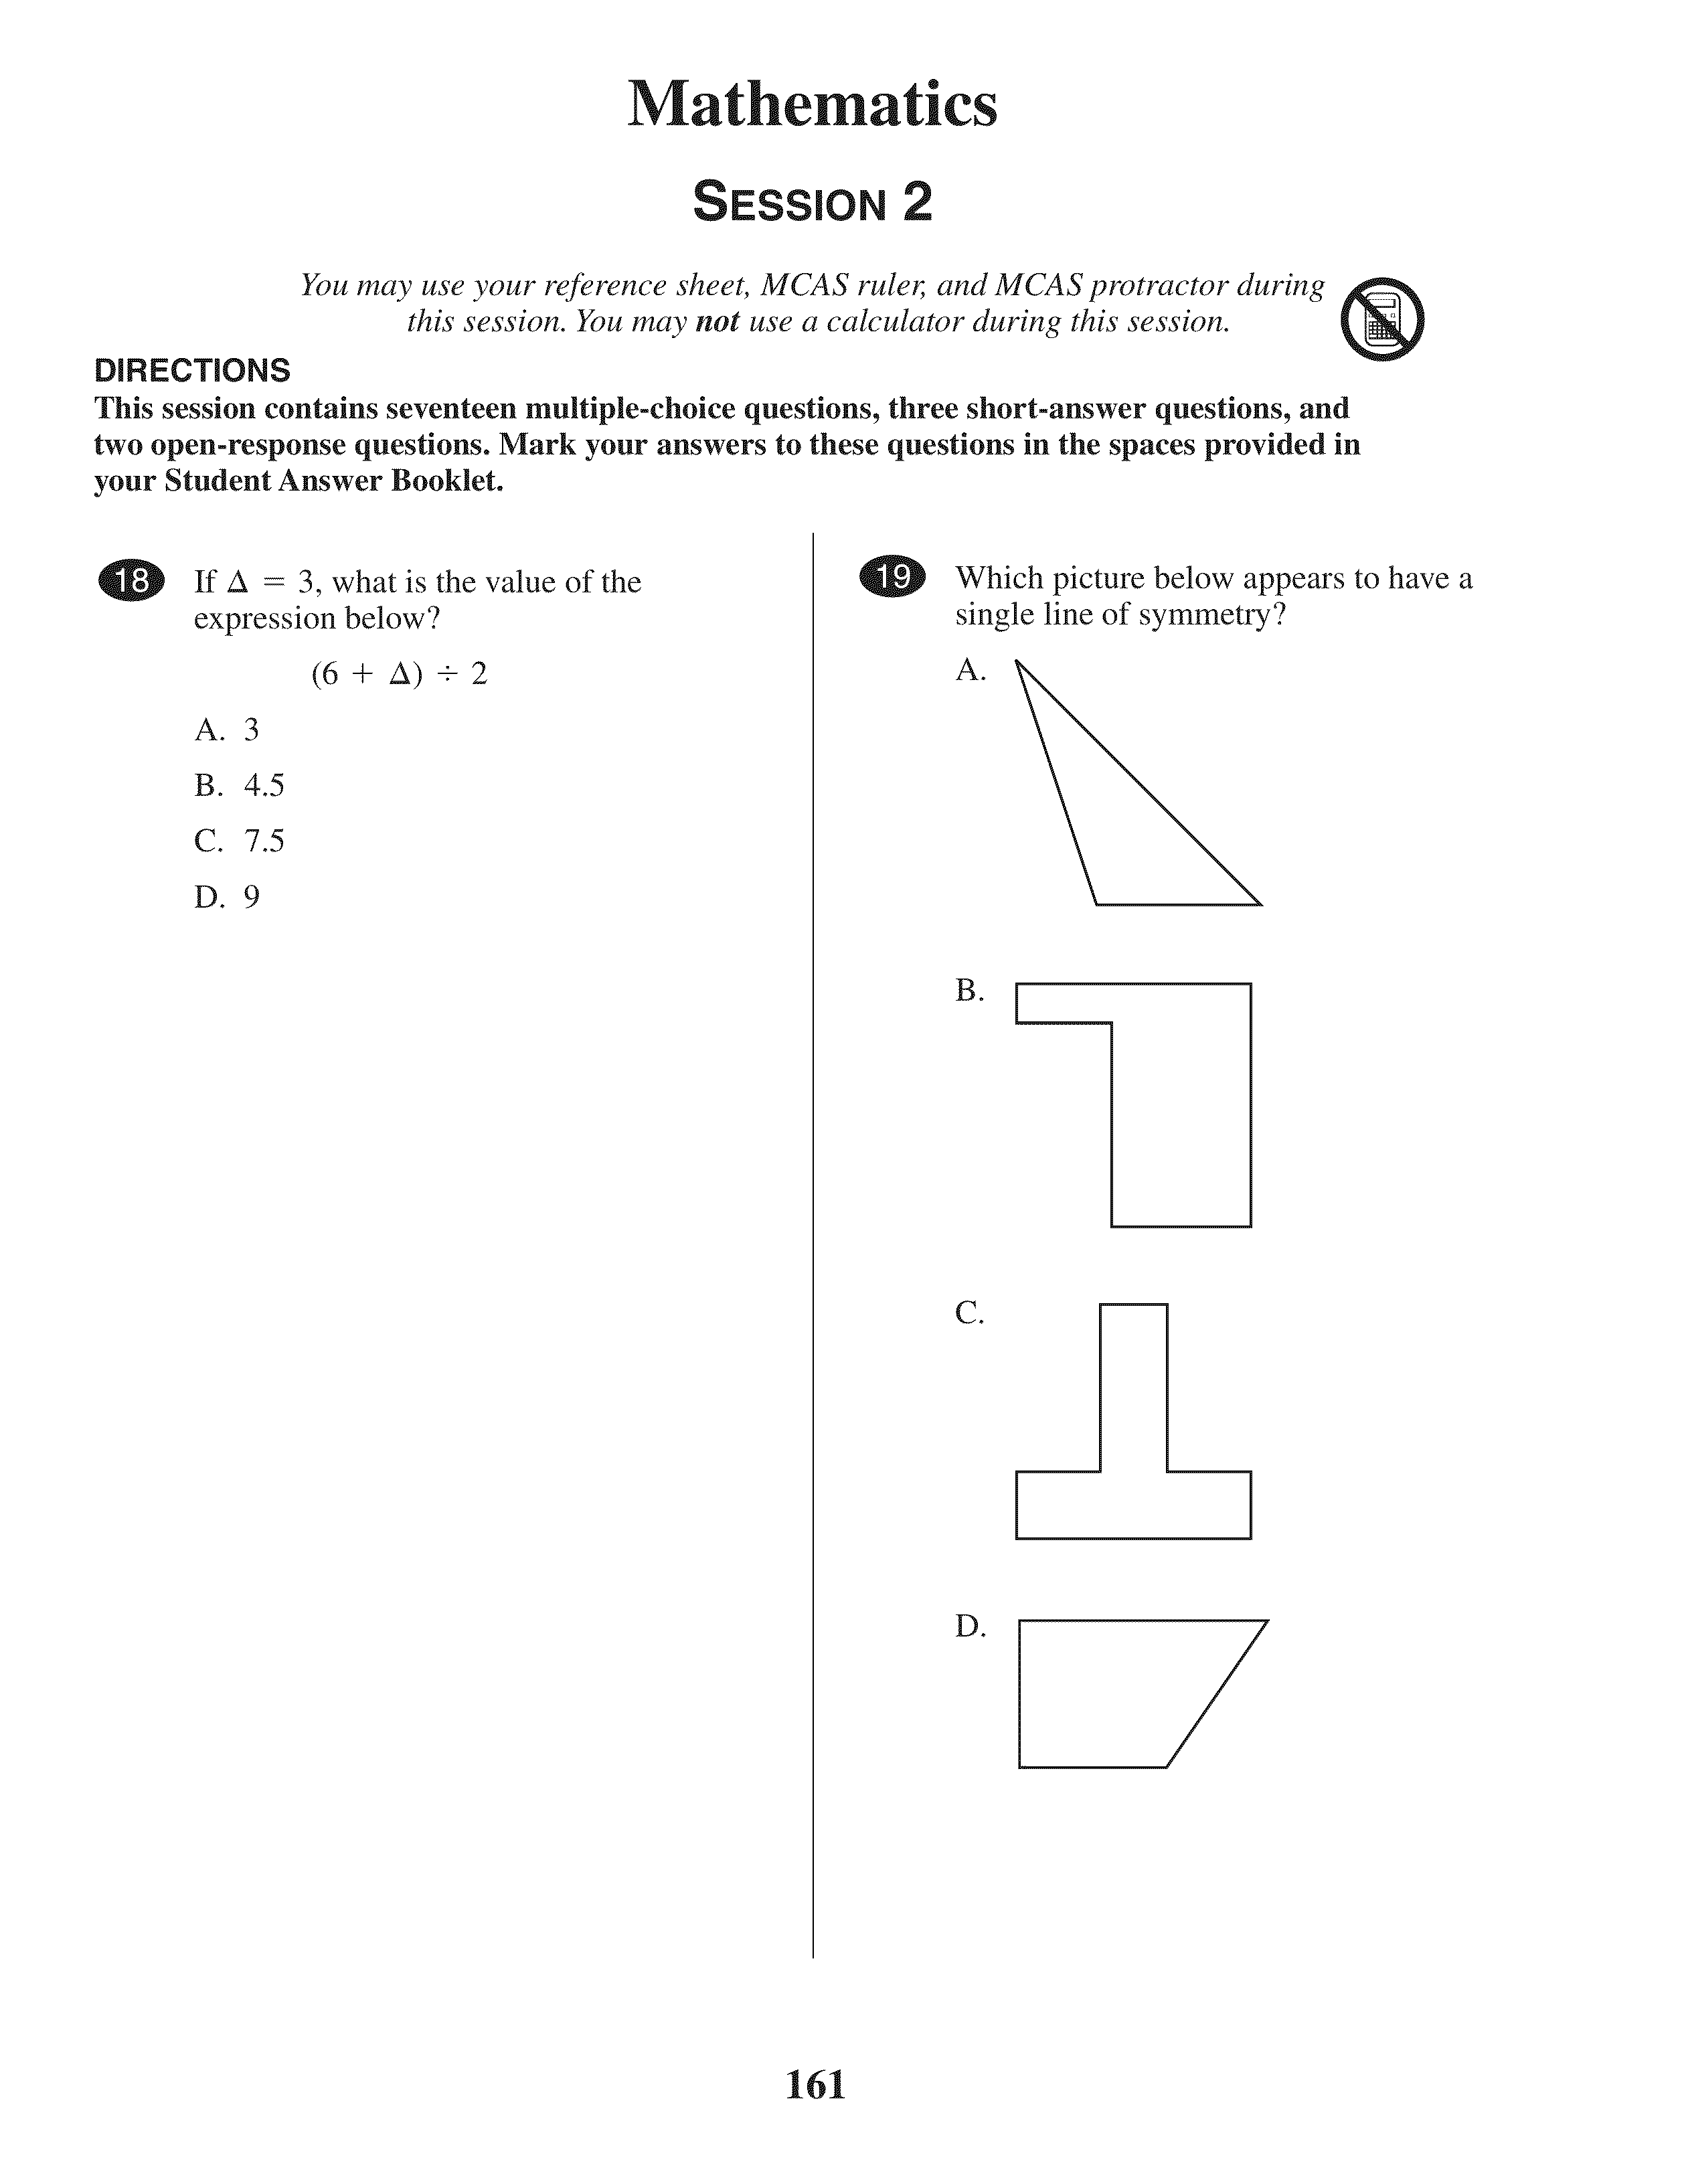 Mathematics
SESSION 2
You may use your reference sheet, MCAS ruler, and MCAS protractor during
this session. You may not use a calculator during this session.
DIRECTIONS
This session contains seventeen multiple-choice questions, three short-answer questions, and
two open-response questions. Mark your answers to these questions in the spaces provided in
your Student Answer Booklet.
18 If Δ = 3, what is the value of the
expression below?
(6 + Δ) ÷ 2
A. 3
B. 4.5
C. 7.5
D. 9
19 Which picture below appears to have a
single line of symmetry?
A.
B.
C.
D.
161